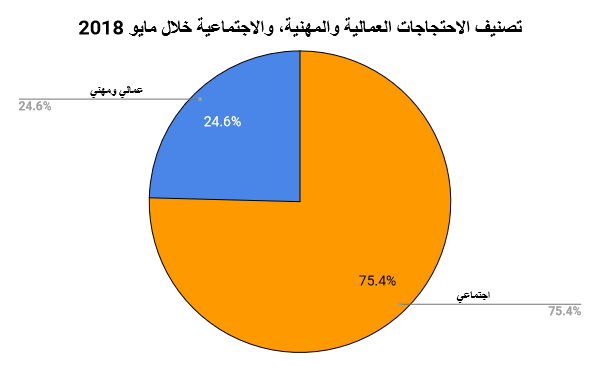 تصنيف الاحتجاجات العمالية والمهنية، والاجتماعية خلال مايو 2018
عمالي ومهني
24.6%
24.6%
75.4%
اجتماعي
75.4%